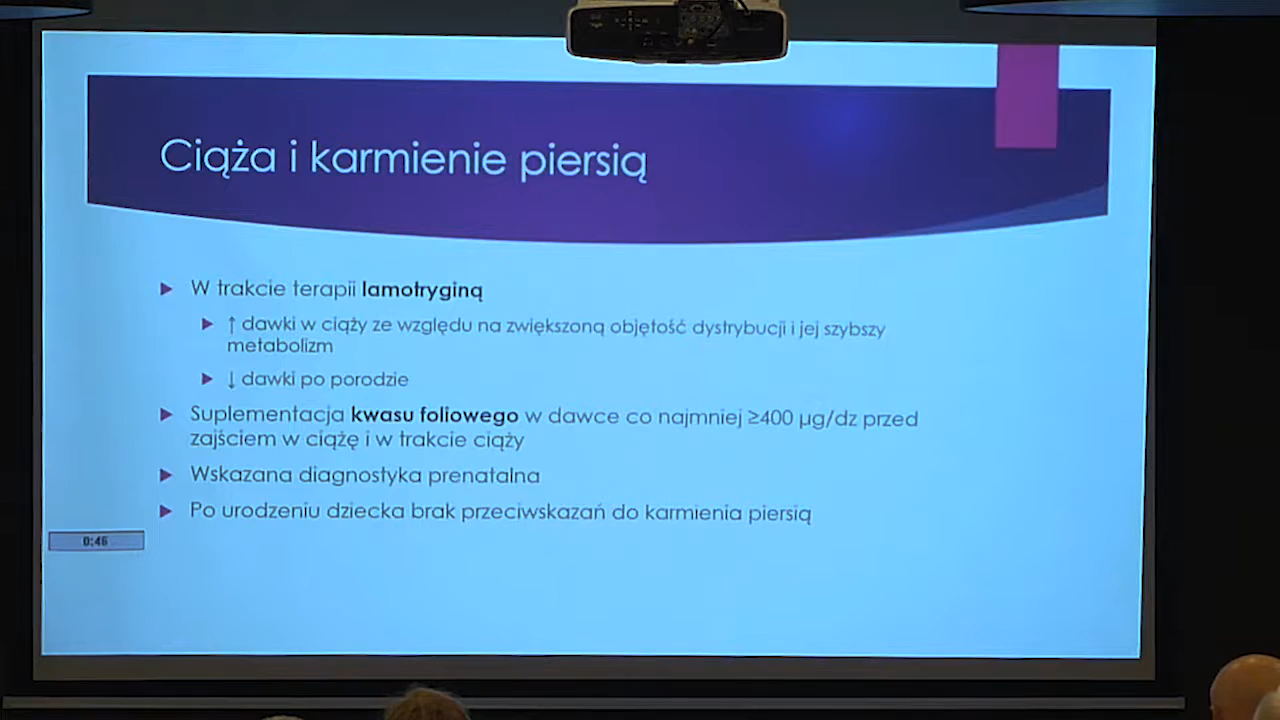 Ciąża i karmienie piersią
W trakcie terapii lamotryginą
↑ dawki w ciąży ze względu na zwiększoną objętość dystrybucji i jej szybszy
metabolizm
↓ dawki po porodzie
Suplementacja kwasu foliowego w dawce co najmniej ≥400 µg/dz przed
zajściem w ciążę i w trakcie ciąży
Wskazana diagnostyka prenatalna
Po urodzeniu dziecka brak przeciwskazań do karmienia piersią
0:46